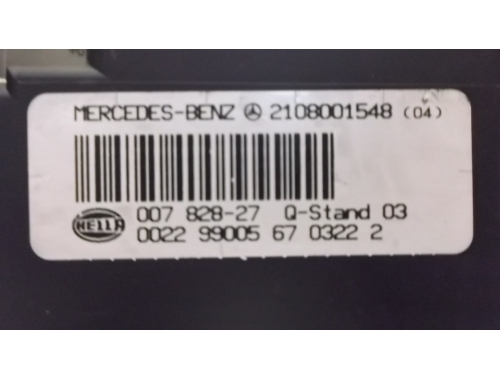 MERCEDES-BENZ 2108001548 (04)
007 828-27 Q-Stand 03
HELLA 0022 99005 67 0322 2